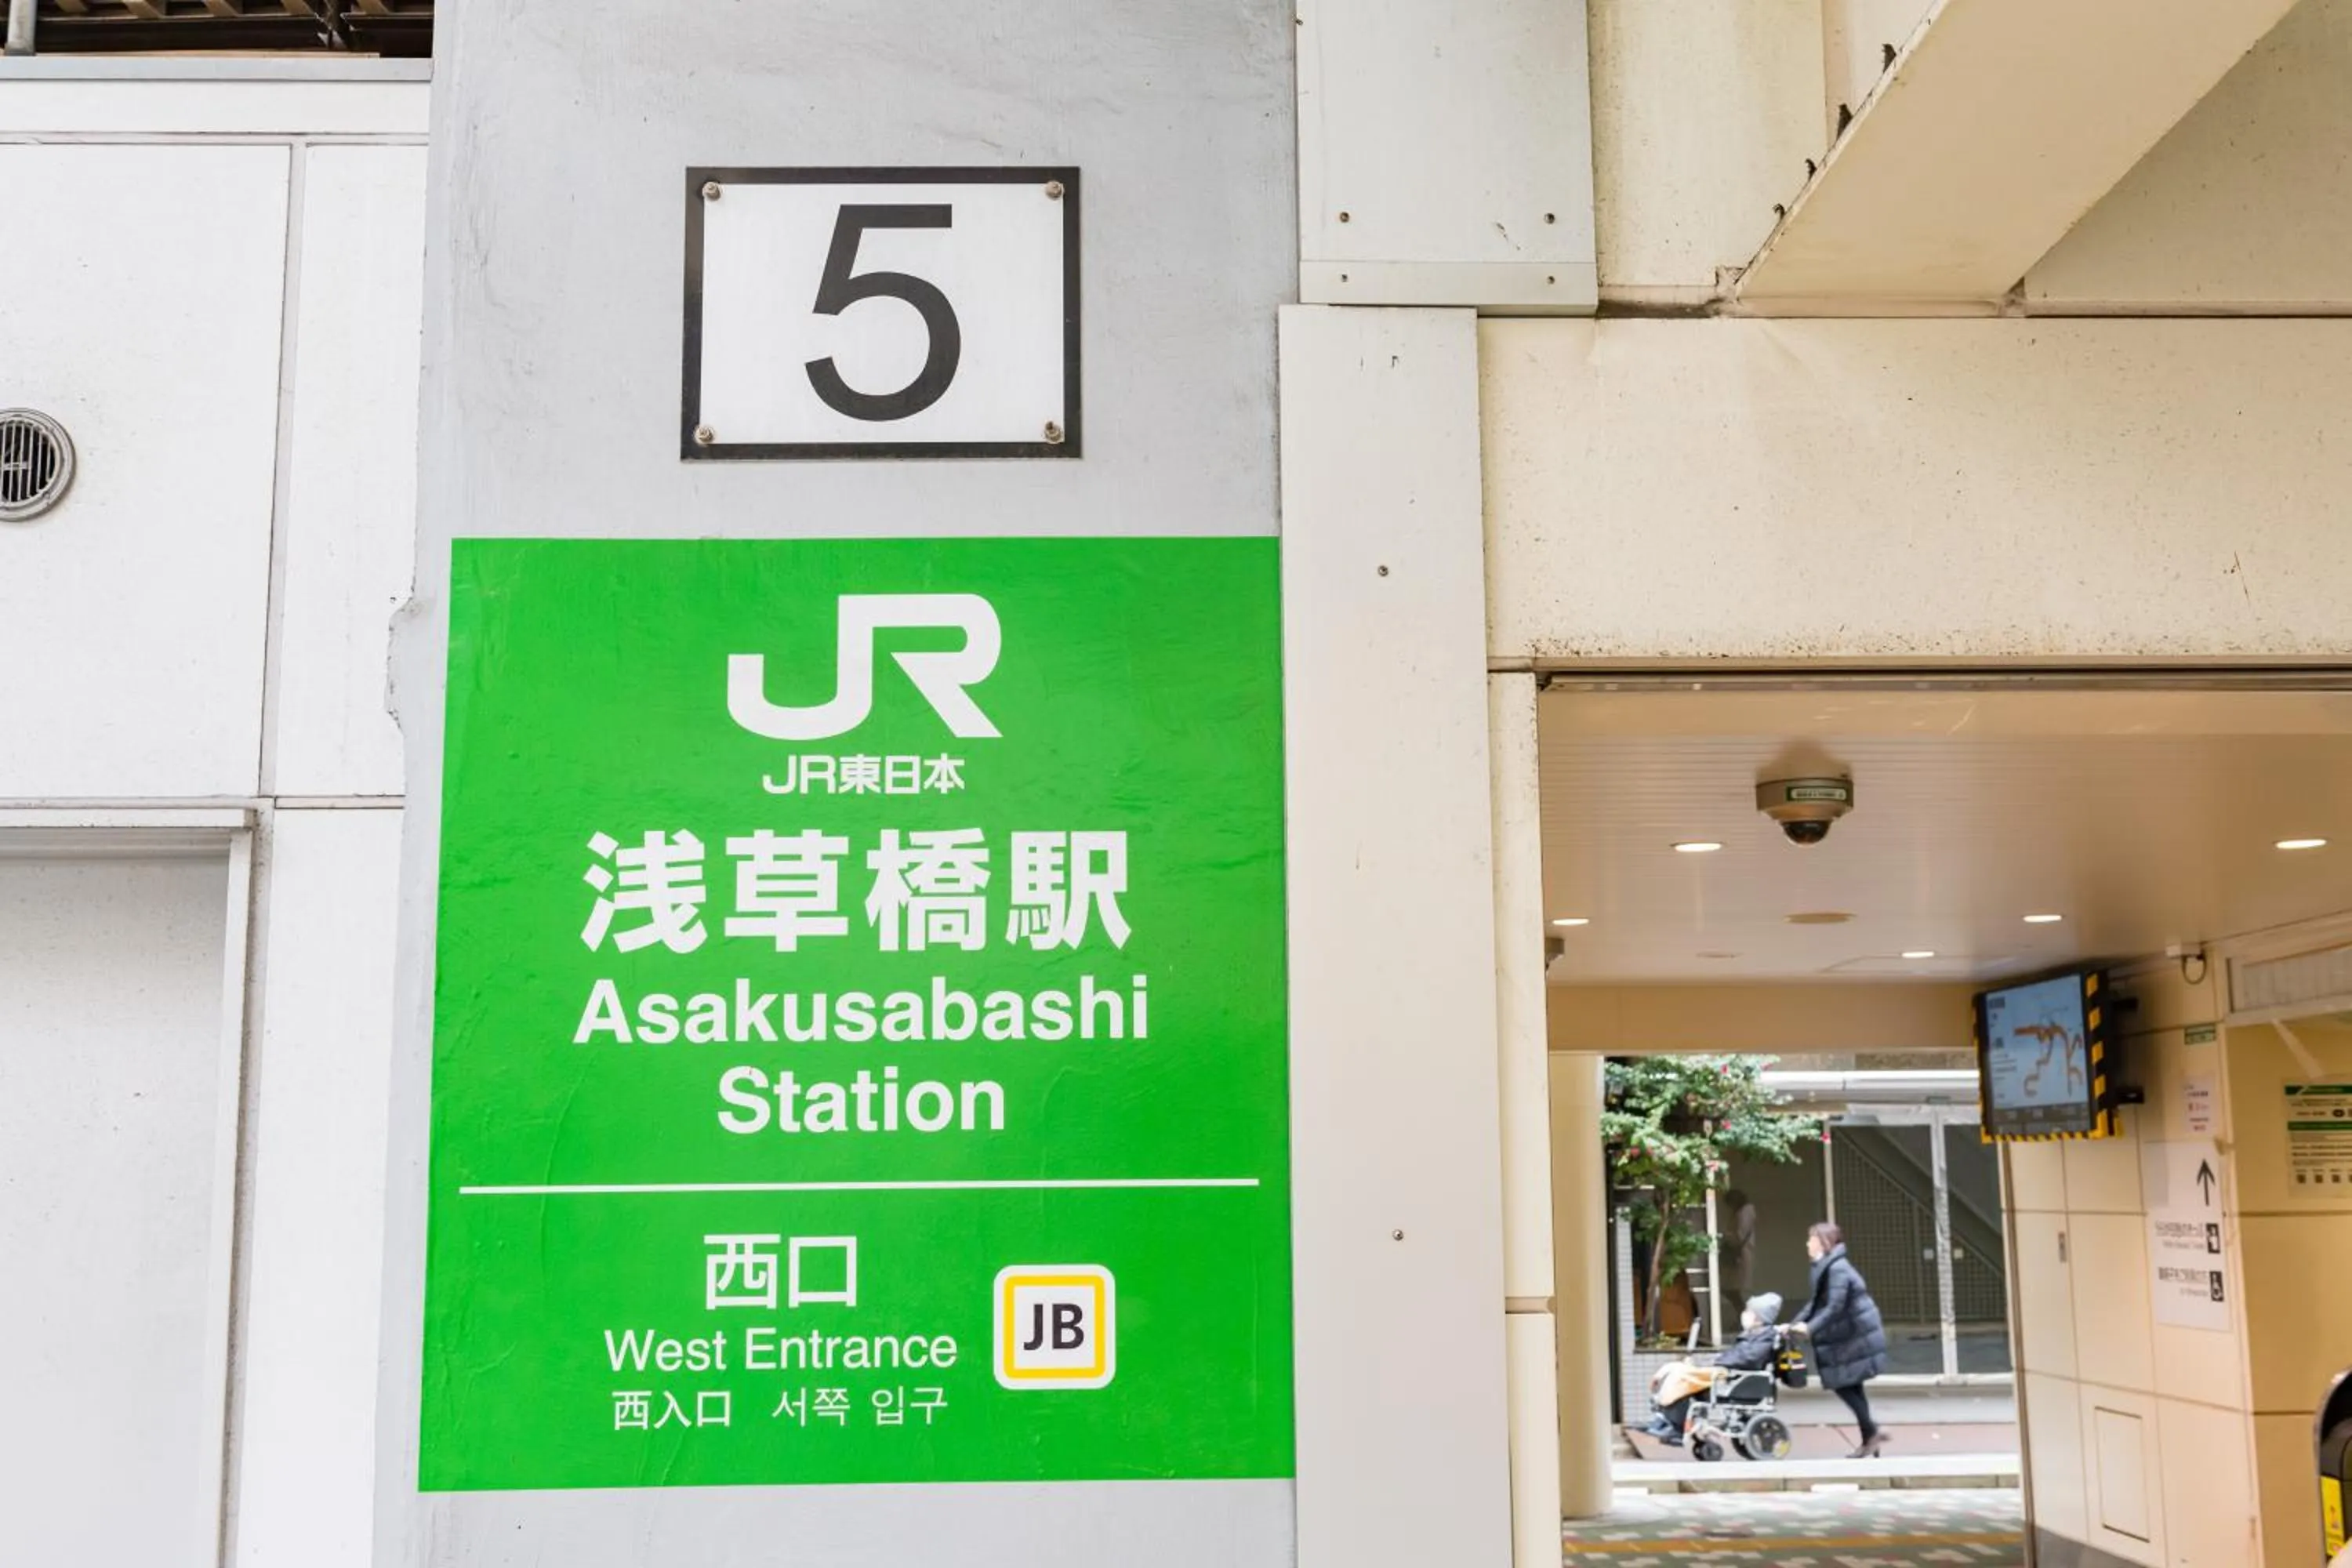 5
JR
JR東日本
浅草橋駅
Asakusabashi
Station
西口
West Entrance
西入口 서쪽 입구
JB